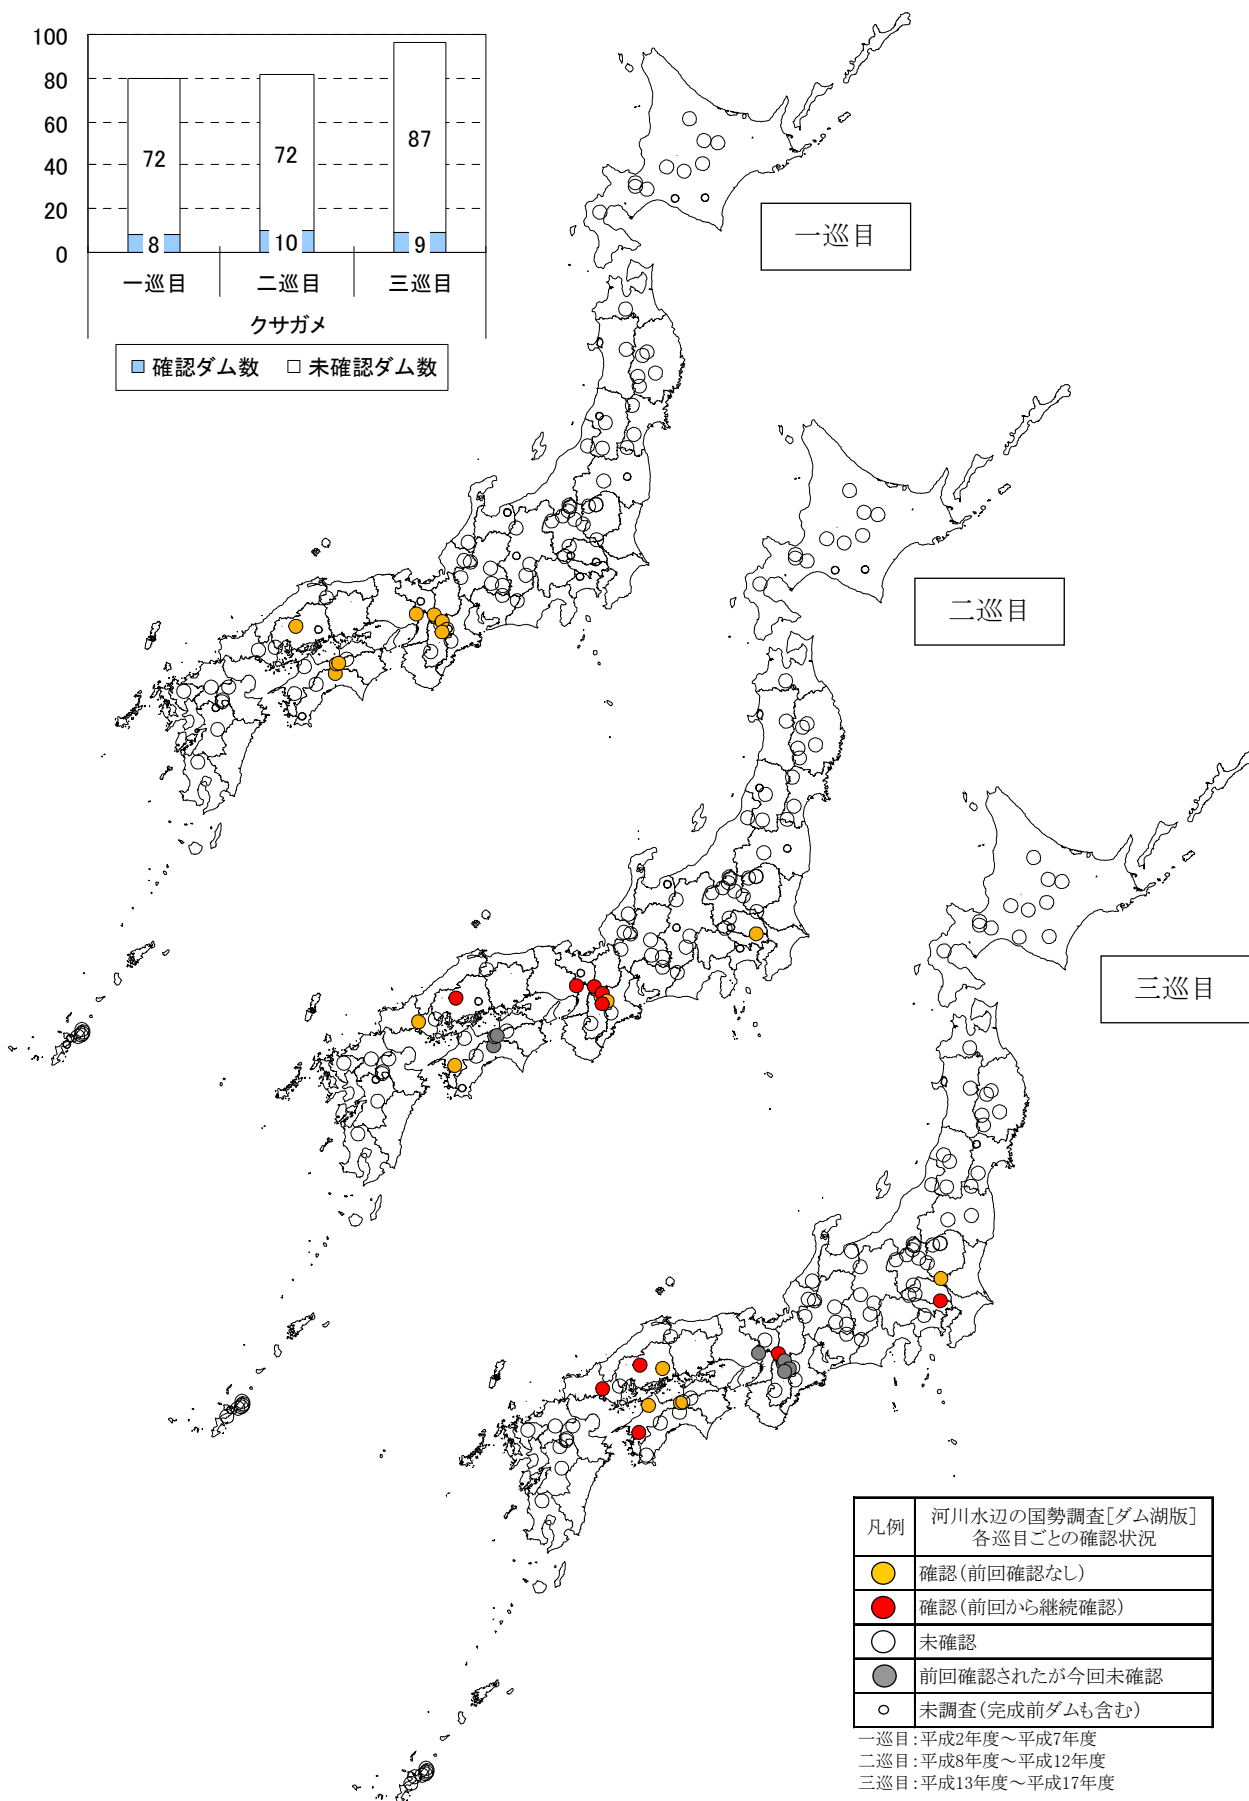 100
80
60
40
20
0
72
72
87
8
10
9
一巡目
二巡目
三巡目
クサガメ
確認ダム数
未確認ダム数
一巡目
二巡目
三巡目
凡例
河川水辺の国勢調査[ダム湖版]
各巡目ごとの確認状況
確認(前回確認なし)
確認(前回から継続確認)
未確認
前回確認されたが今回未確認
未調査(完成前ダムも含む)
一巡目:平成2年度~平成7年度
二巡目:平成8年度~平成12年度
三巡目:平成13年度~平成17年度